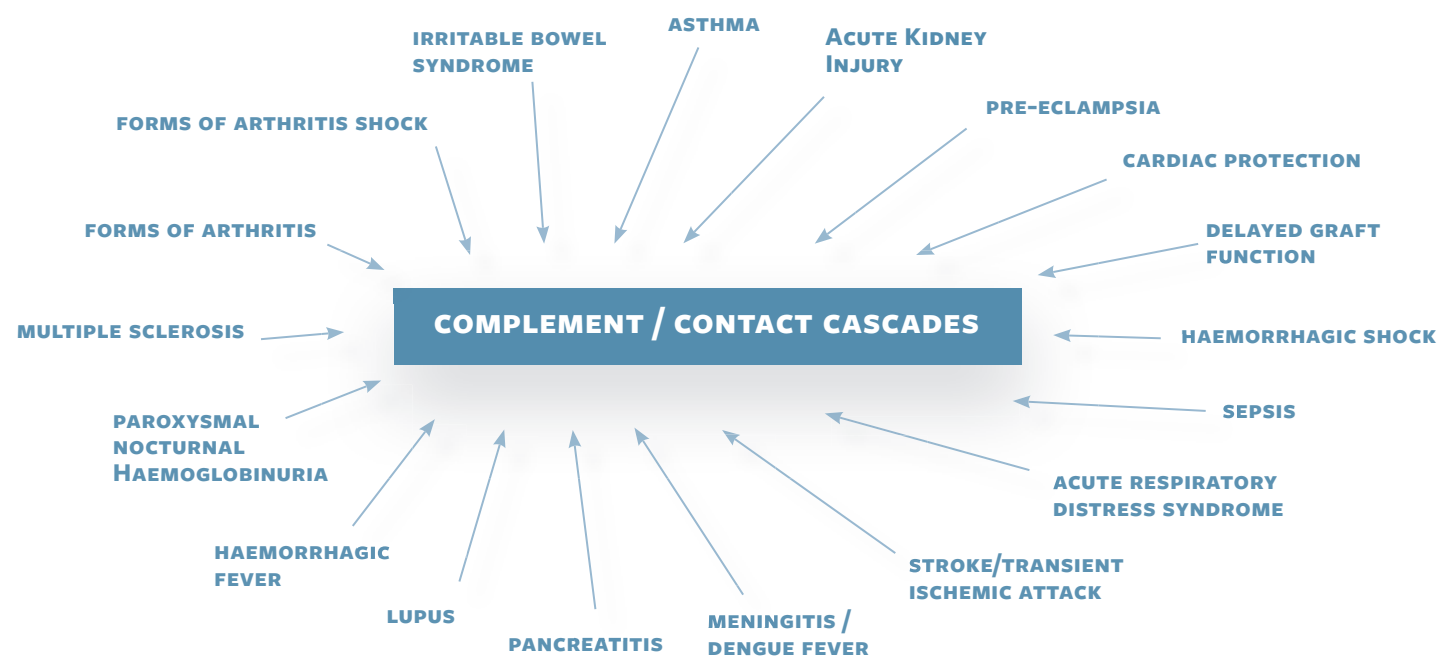 ASTHMA
IRRITABLE BOWEL
SYNDROME
ACUTE KIDNEY
INJURY
PRE-ECLAMPSIA
FORMS OF ARTHRITIS SHOCK
CARDIAC PROTECTION
FORMS OF ARTHRITIS
DELAYED GRAFT
FUNCTION
COMPLEMENT / CONTACT CASCADES
MULTIPLE SCLEROSIS
HAEMORRHAGIC SHOCK
SEPSIS
PAROXYSMAL
NOCTURNAL
HAEMOGLOBINURIA
ACUTE RESPIRATORY
DISTRESS SYNDROME
HAEMORRHAGIC
FEVER
STROKE/TRANSIENT
ISCHEMIC ATTACK
LUPUS
PANCREATITIS
MENINGITIS /
DENGUE FEVER